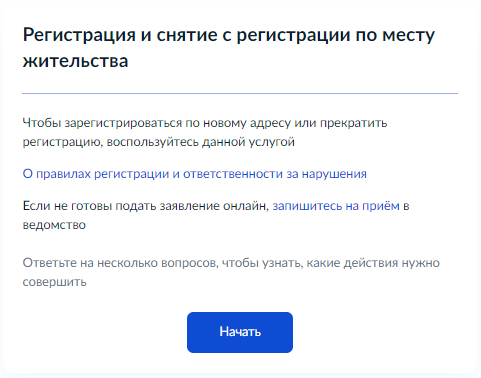 Регистрация и снятие с регистрации по месту
жительства
Чтобы зарегистрироваться по новому адресу или прекратить
регистрацию, воспользуйтесь данной услугой
О правилах регистрации и ответственности за нарушения
Если не готовы подать заявление онлайн, запишитесь на приём в
ведомство
Ответьте на несколько вопросов, чтобы узнать, какие действия нужно
совершить
Начать